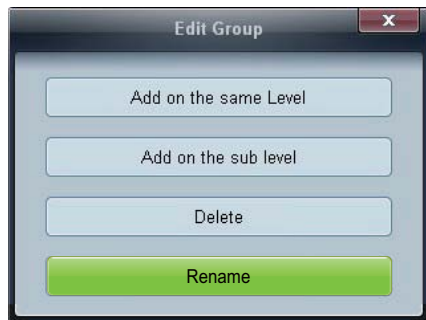 Edit Group
x
Add on the same Level
Add on the sub level
Delete
Rename